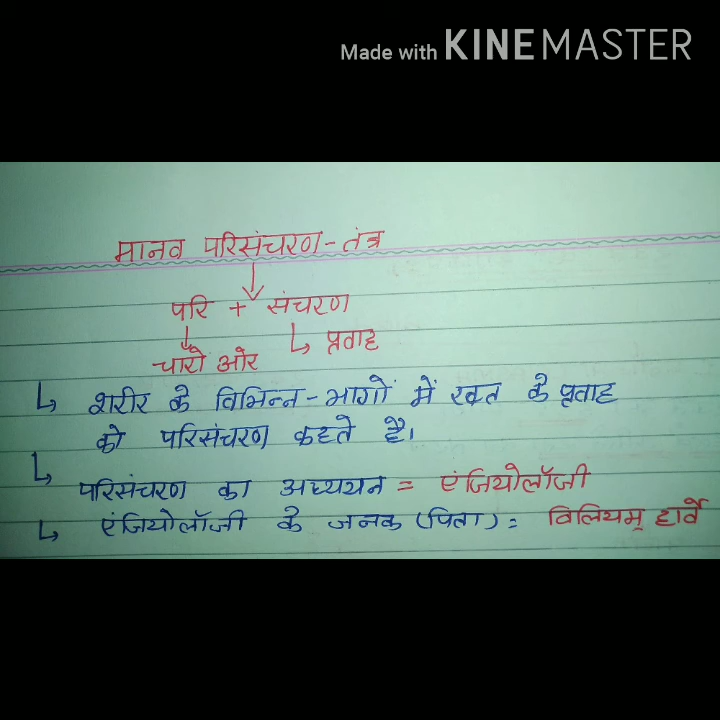 Made with KINEMASTER
मानव परिसंचरण-तंत्र
परि + संचरण
चारो ओर
प्रवाह
शरीर के विभिन्न-भागों में रक्त के प्रवाह
को परिसंचरण कहते है।
परिसंचरण का अध्ययन = एंजियोलॉजी
एंजियोलॉजी के जनक (पिता) = विलियम् हार्वे